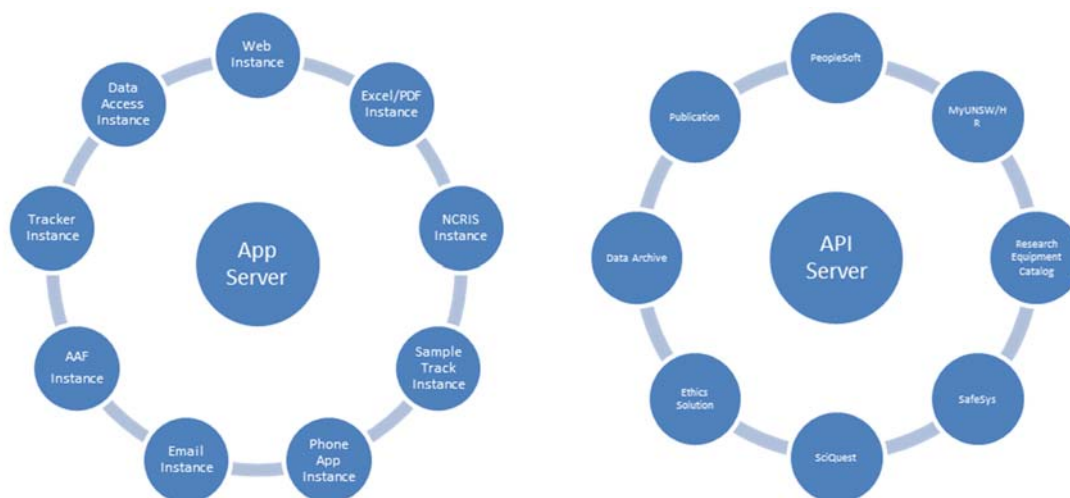 Web
Instance
Excel/PDF
Instance
NCRIS
Instance
Sample
Track
Instance
Phone
App
Instance
Email
Instance
AAF
Instance
Tracker
Instance
Data
Access
Instance
App
Server
PeopleSoft
MyUNSW/H
R
Research
Equipment
Catalog
SafeSys
SciQuest
Ethics
Solution
Data Archive
Publication
API
Server